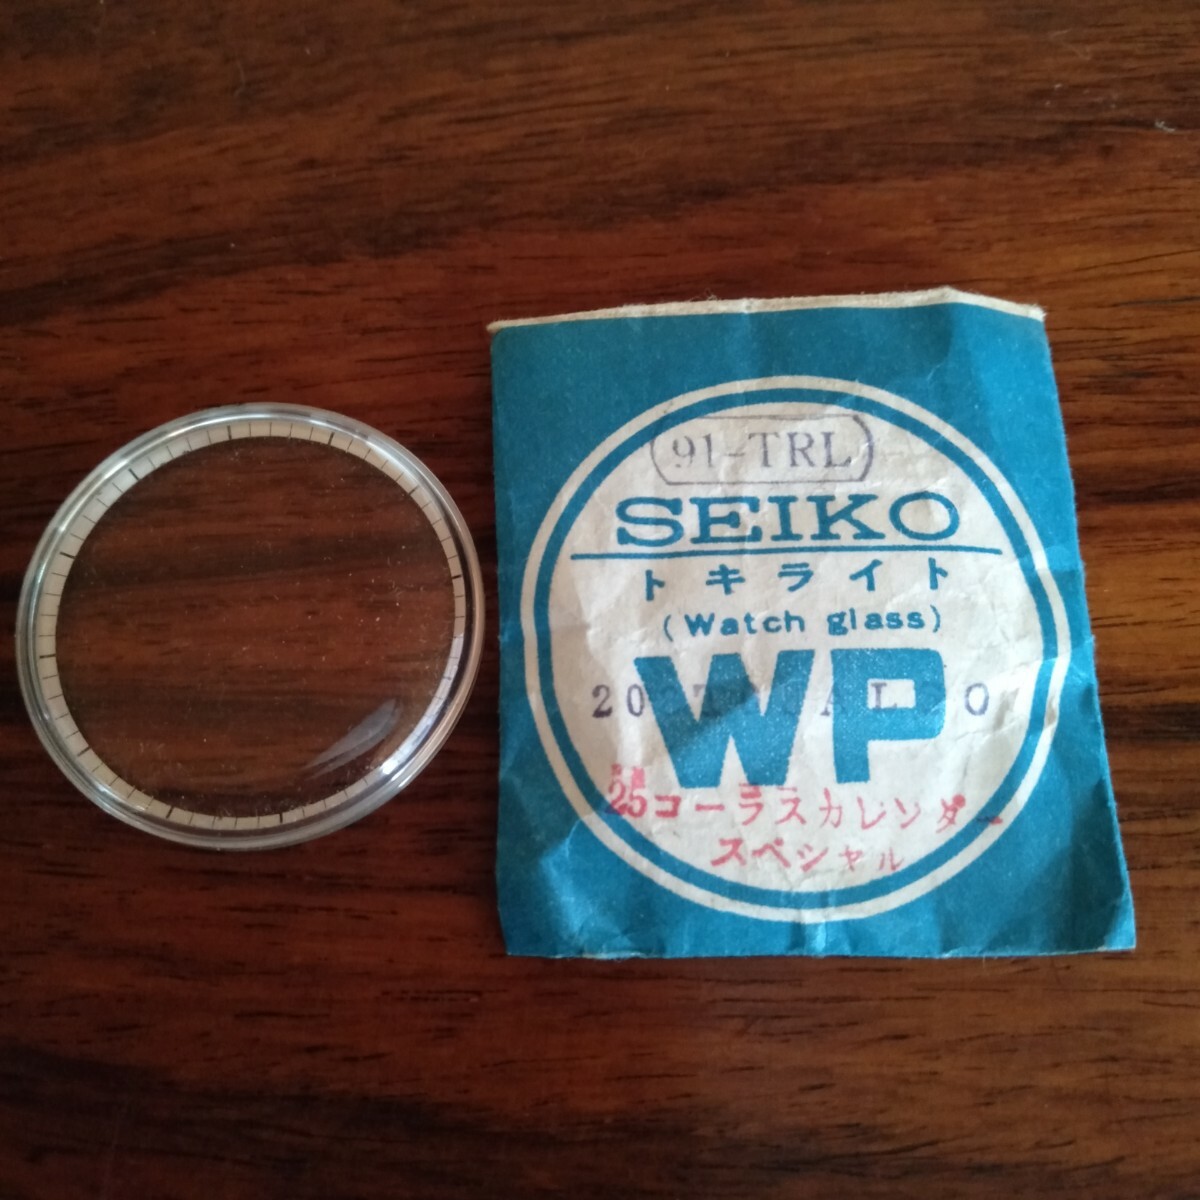 91-TRL
SEIKO
トキライト
(Watch glass)
WP
25コーラスカレンダー
スペシャル